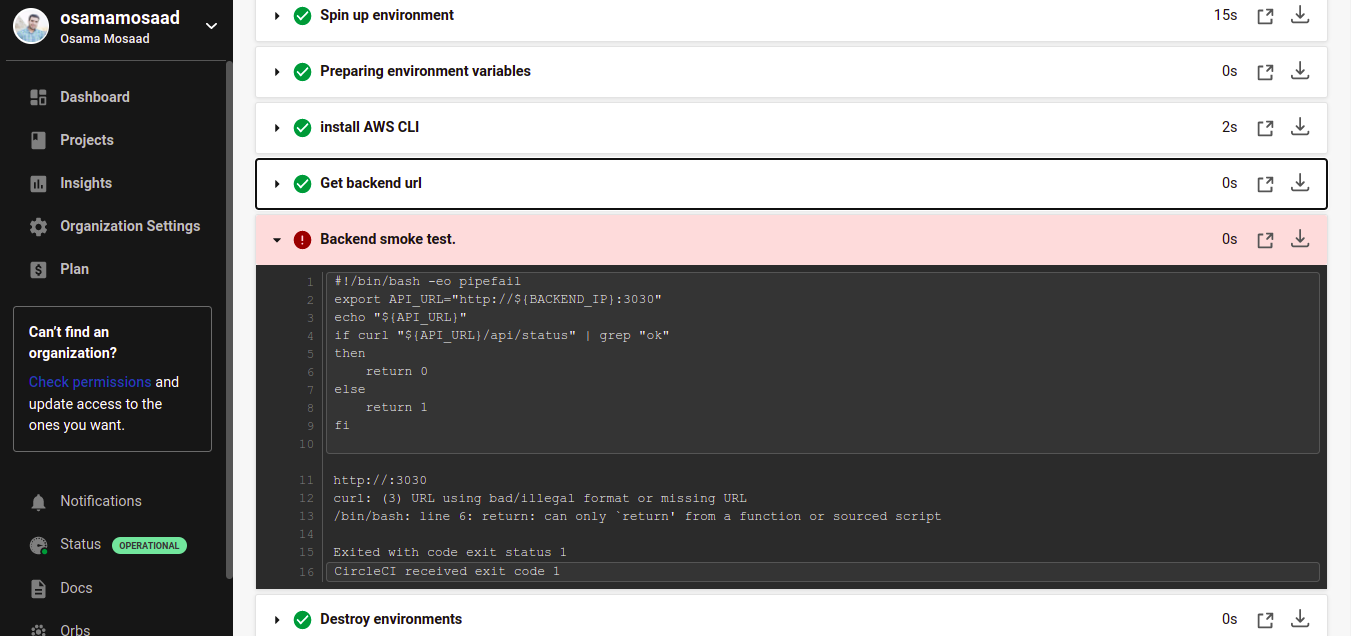 osamamosaad
Osama Mosaad
Dashboard
Projects
Insights
Organization Settings
Plan
Can't find an
organization?
Check permissions and
update access to the
ones you want.
Notifications
Status OPERATIONAL
Docs
Orbs
Spin up environment 15s
Preparing environment variables 0s
install AWS CLI 2s
Get backend url 0s
Backend smoke test. 0s
1 #!/bin/bash -eo pipefail
2 export API_URL="http://${BACKEND_IP}:3030"
3 echo "${API_URL}"
4 if curl "${API_URL}/api/status" | grep "ok"
5 then
6     return 0
7 else
8     return 1
9 fi
10
11 http://:3030
12 curl: (3) URL using bad/illegal format or missing URL
13 /bin/bash: line 6: return: can only `return' from a function or sourced script
14
15 Exited with code exit status 1
16 CircleCI received exit code 1
Destroy environments 0s